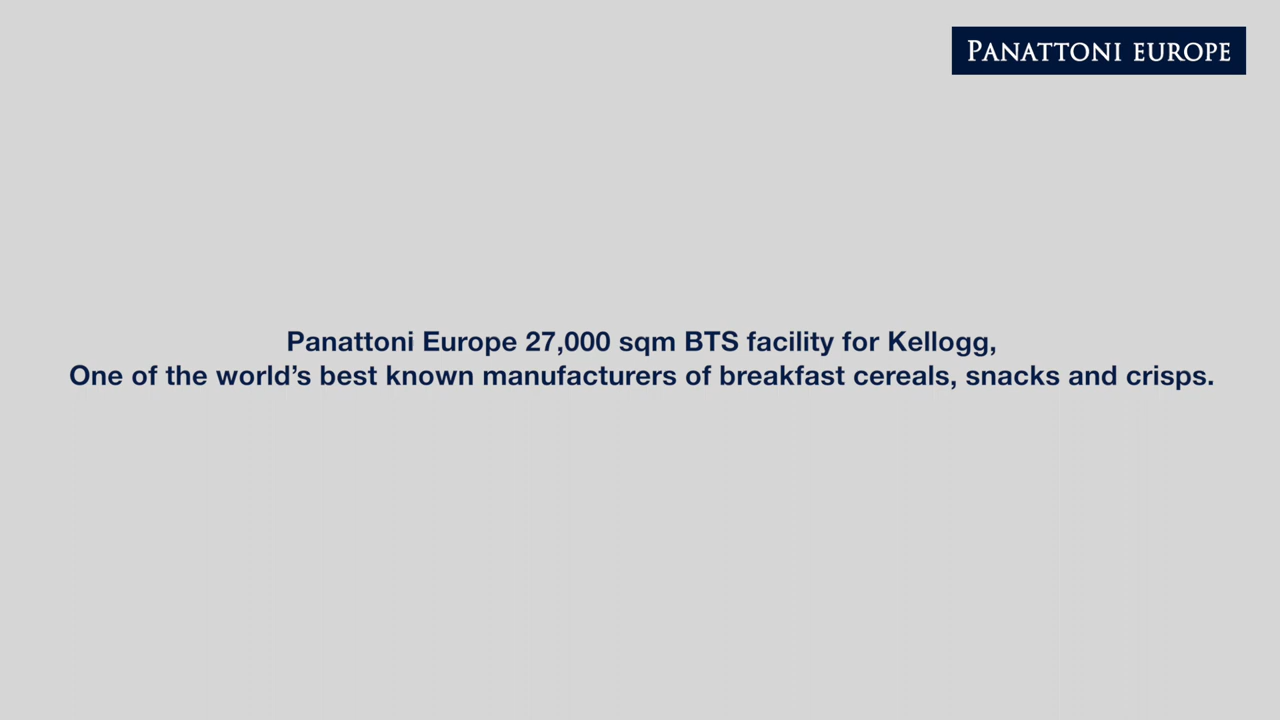 PANATTONI EUROPE
Panattoni Europe 27,000 sqm BTS facility for Kellogg,
One of the world’s best known manufacturers of breakfast cereals, snacks and crisps.